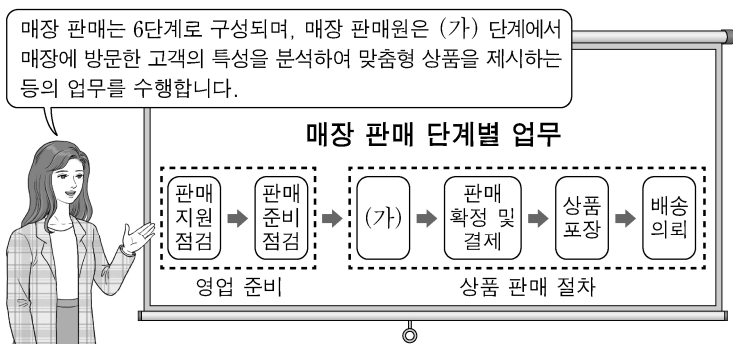 매장 판매는 6단계로 구성되며, 매장 판매원은 (가) 단계에서
매장에 방문한 고객의 특성을 분석하여 맞춤형 상품을 제시하는
등의 업무를 수행합니다.
매장 판매 단계별 업무
판매
지원
점검
판매
준비
점검
(가)
판매
확정 및
결제
상품
포장
배송
의뢰
영업 준비
상품 판매 절차